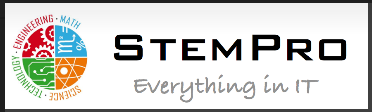 STEMPRO
Everything in IT
SCIENCE • TECHNOLOGY • ENGINEERING • MATH